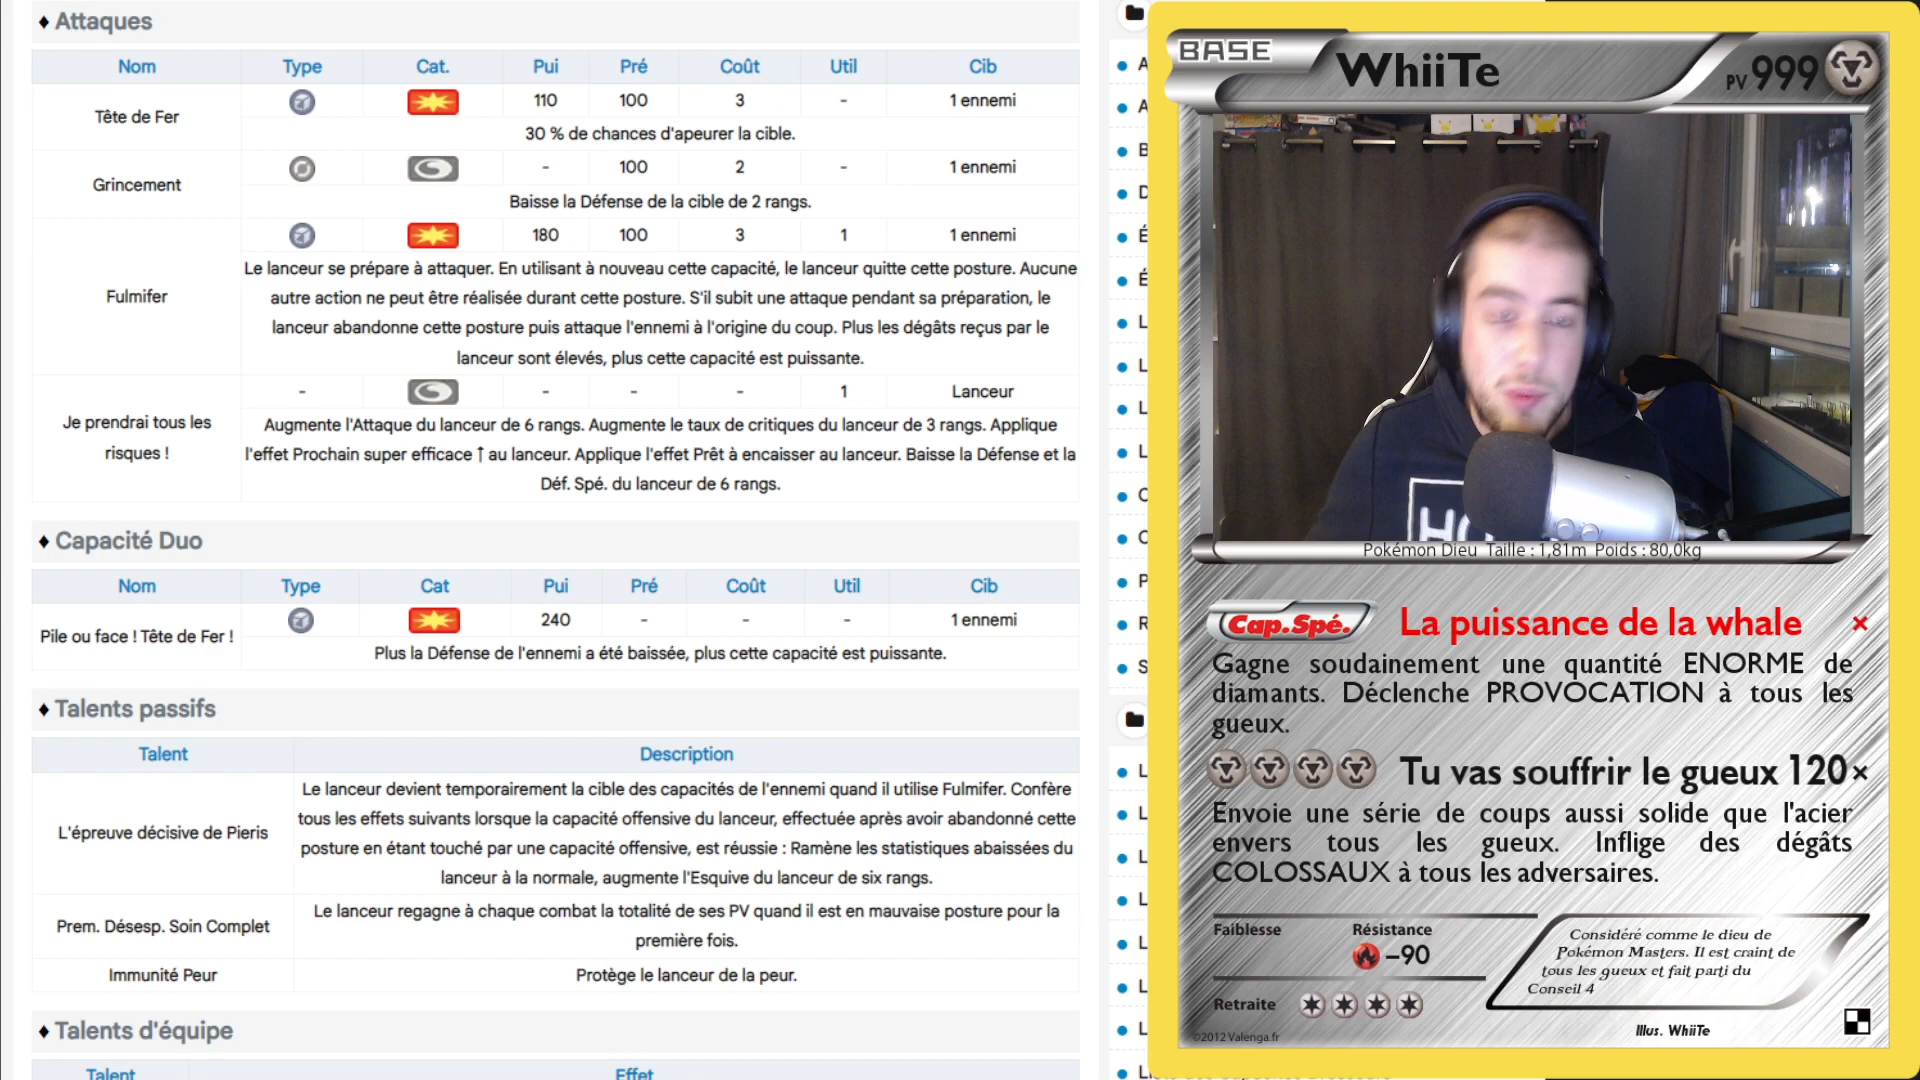 ♦ Attaques
Nom Type Cat. Pui Pré Coût Util Cib
Tête de Fer 110 100 3 - 1 ennemi
30 % de chances d'apeurer la cible.
Grincement - 100 2 - 1 ennemi
Baisse la Défense de la cible de 2 rangs.
Fulmifer 180 100 3 1 1 ennemi
Le lanceur se prépare à attaquer. En utilisant à nouveau cette capacité, le lanceur quitte cette posture. Aucune
autre action ne peut être réalisée durant cette posture. S'il subit une attaque pendant sa préparation, le
lanceur abandonne cette posture puis attaque l'ennemi à l'origine du coup. Plus les dégâts reçus par le
lanceur sont élevés, plus cette capacité est puissante.
Je prendrai tous les
risques !
- - - - 1 Lanceur
Augmente l'Attaque du lanceur de 6 rangs. Augmente le taux de critiques du lanceur de 3 rangs. Applique
l'effet Prochain super efficace ↑ au lanceur. Applique l'effet Prêt à encaisser au lanceur. Baisse la Défense et la
Déf. Spé. du lanceur de 6 rangs.
♦ Capacité Duo
Nom Type Cat Pui Pré Coût Util Cib
Pile ou face ! Tête de Fer ! 240 - - - 1 ennemi
Plus la Défense de l'ennemi a été baissée, plus cette capacité est puissante.
♦ Talents passifs
Talent Description
L'épreuve décisive de Pieris
Le lanceur devient temporairement la cible des capacités de l'ennemi quand il utilise Fulmifer. Confère
tous les effets suivants lorsque la capacité offensive du lanceur, effectuée après avoir abandonné cette
posture en étant touché par une capacité offensive, est réussie : Ramène les statistiques abaissées du
lanceur à la normale, augmente l'Esquive du lanceur de six rangs.
Prem. Désesp. Soin Complet
Le lanceur regagne à chaque combat la totalité de ses PV quand il est en mauvaise posture pour la
première fois.
Immunité Peur Protège le lanceur de la peur.
♦ Talents d'équipe
Talent Effet
A
A
B
D
É
É
L
L
L
L
C
C
P
R
S
L
L
L
L
L
L
L
BASE
WhiiTe
PV 999
Pokémon Dieu Taille : 1,81m Poids : 80,0kg
Cap.Spé. La puissance de la whale ×
Gagne soudainement une quantité ENORME de
diamants. Déclenche PROVOCATION à tous les
gueux.
Tu vas souffrir le gueux 120×
Envoie une série de coups aussi solide que l'acier
envers tous les gueux. Inflige des dégâts
COLOSSAUX à tous les adversaires.
Faiblesse Résistance
-90
Retraite
Considéré comme le dieu de
Pokémon Masters. Il est craint de
tous les gueux et fait parti du
Conseil 4
Illus. WhiiTe
©2012 Valenga.fr